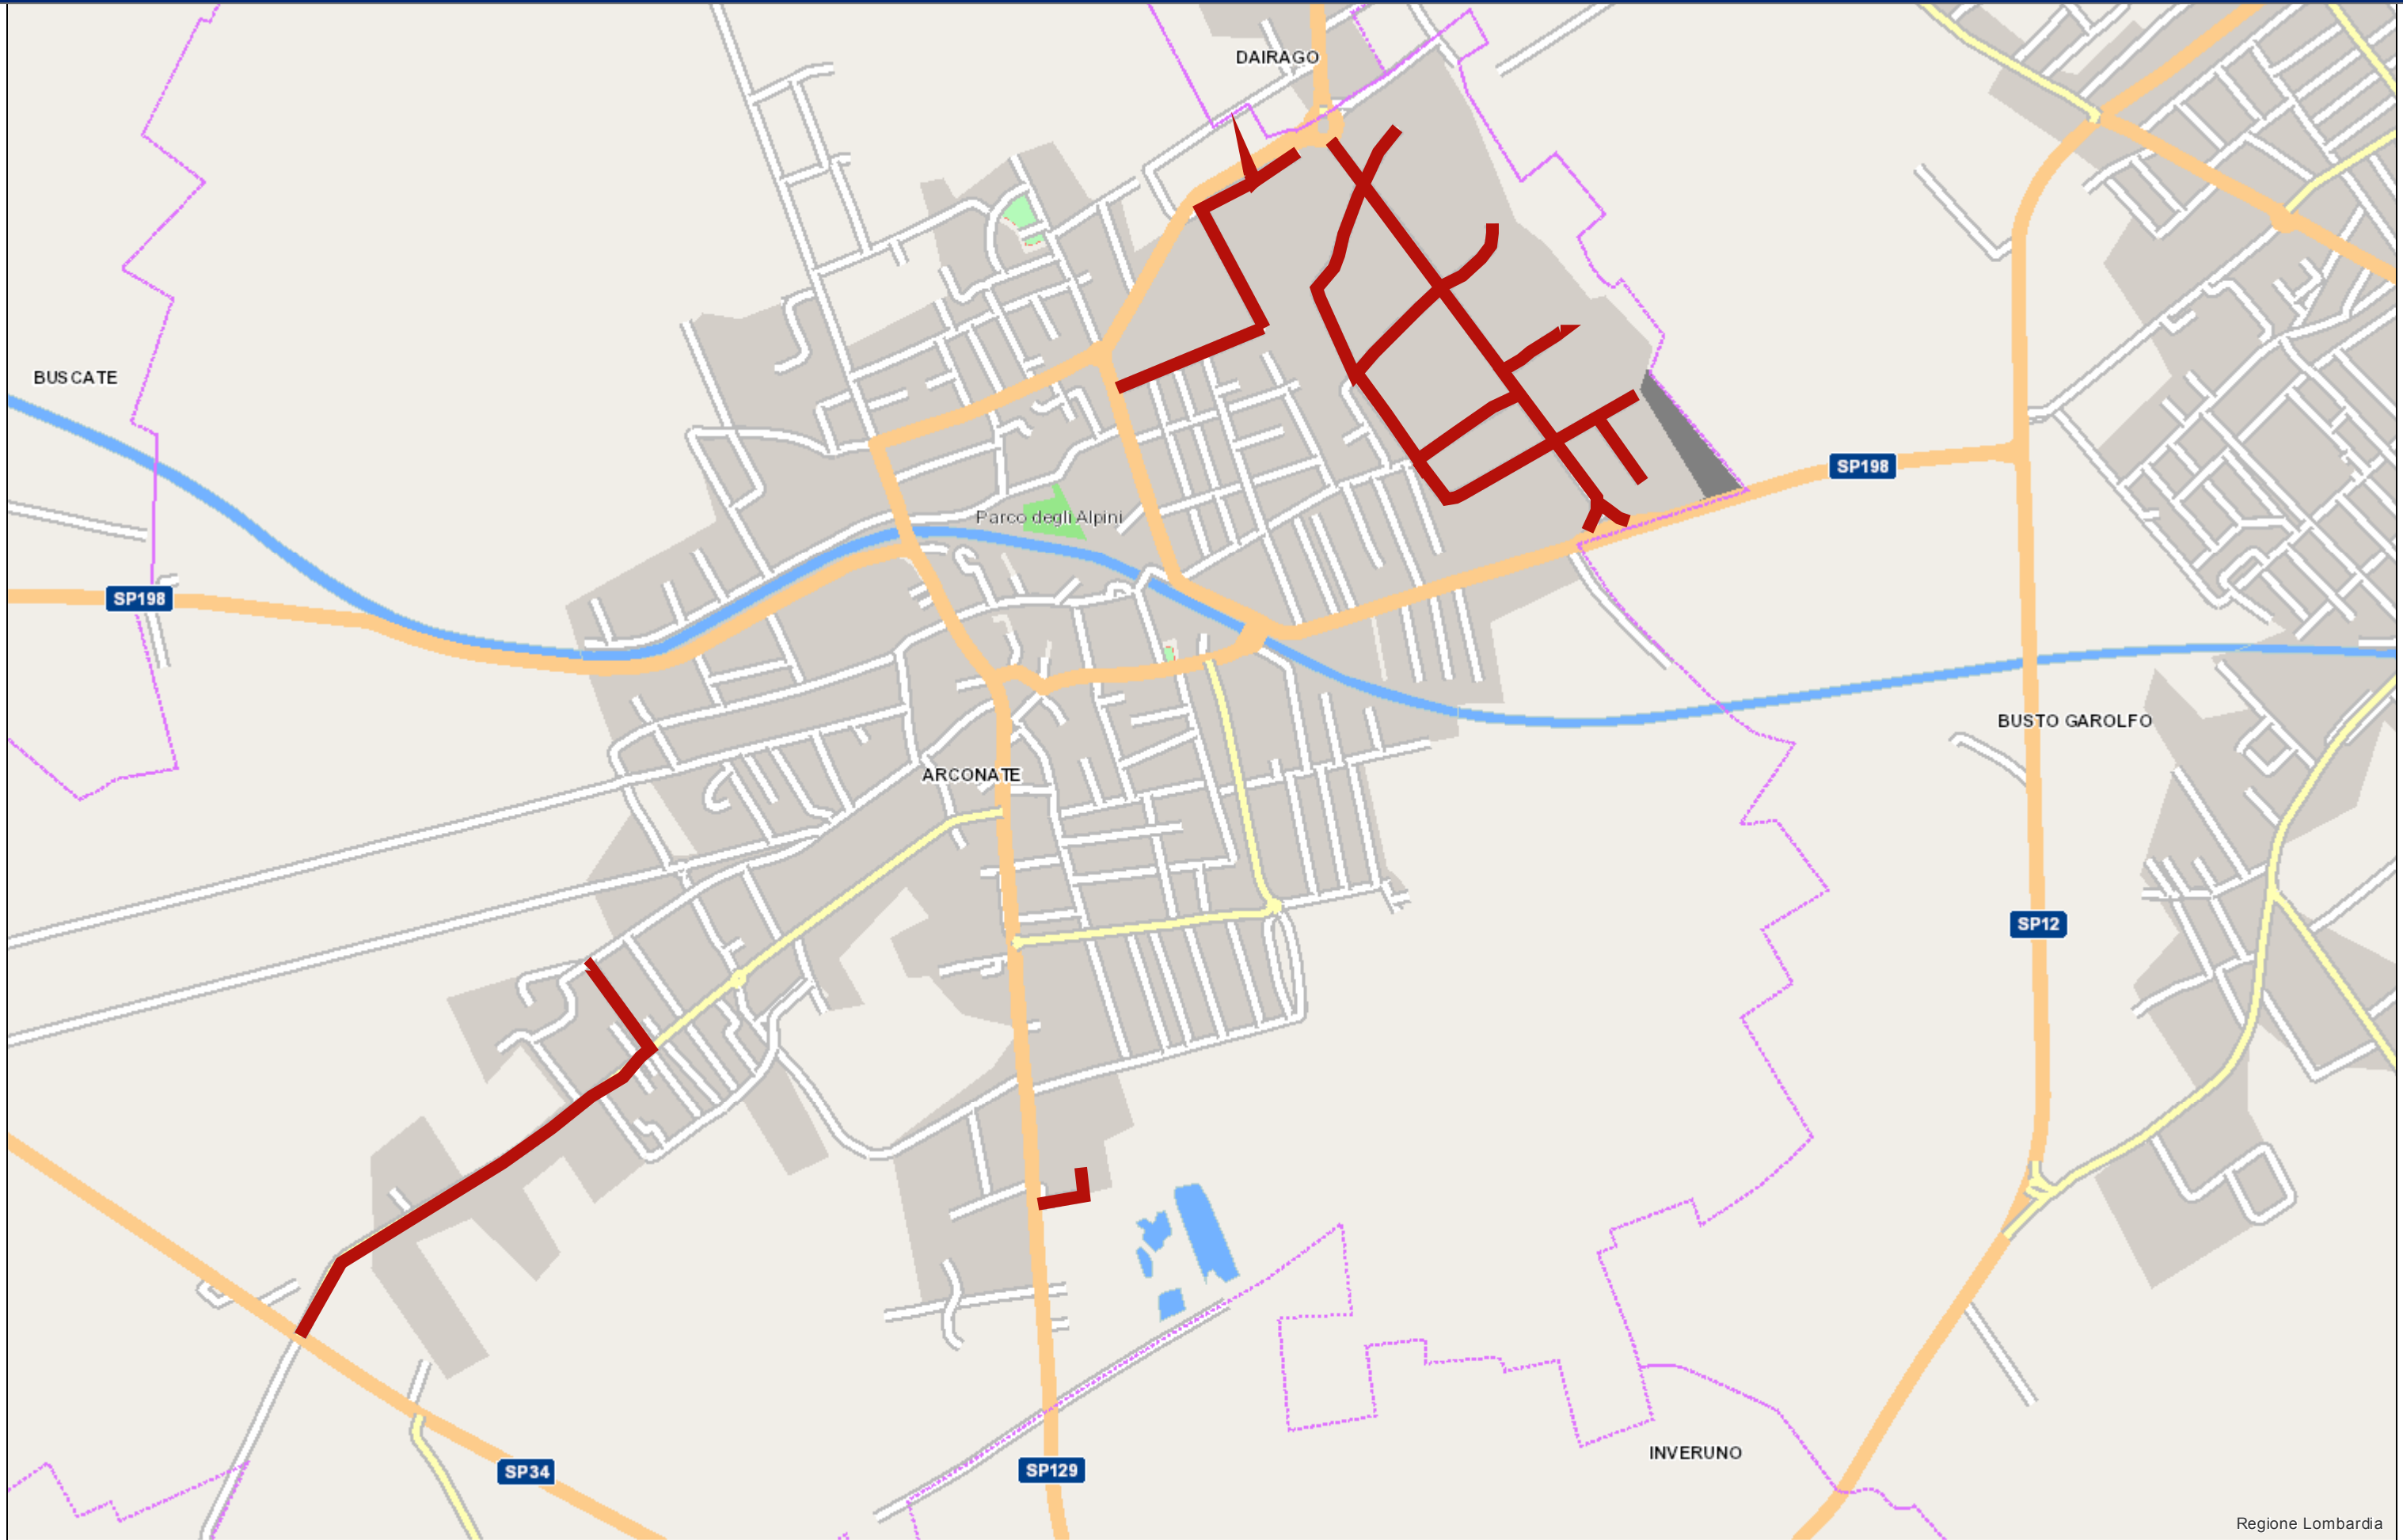 DAIRAGO
BUSCATE
SP198
Parco degli Alpini
SP198
BUSTO GAROLFO
ARCONATE
SP12
INVERUNO
SP34
SP129
Regione Lombardia